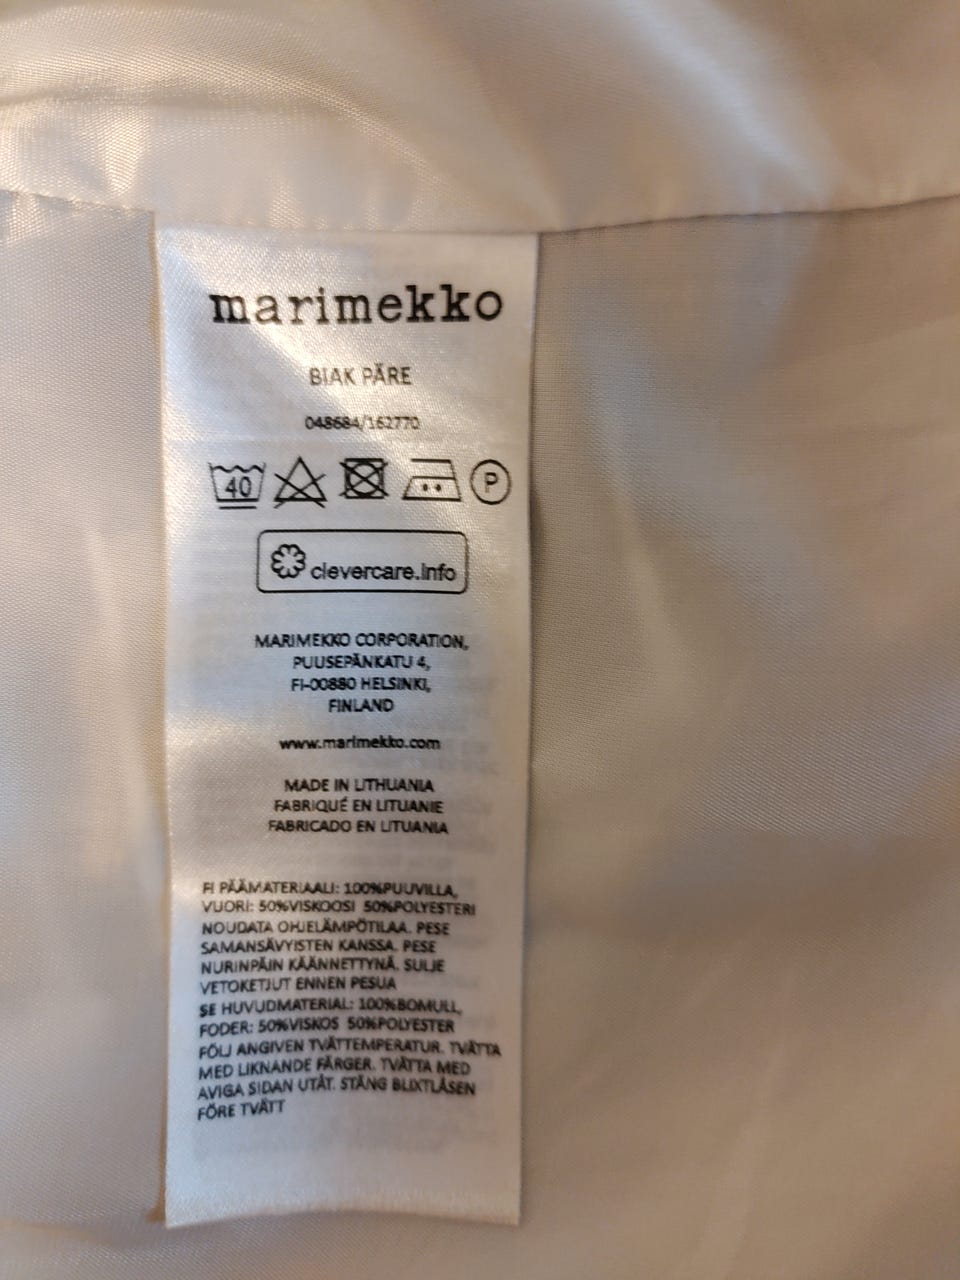 marimekko
BIAK PÄRE
048684/162770
40 P
clevercare.info
MARIMEKKO CORPORATION,
PUUSEPÄNKATU 4,
FI-00880 HELSINKI,
FINLAND
www.marimekko.com
MADE IN LITHUANIA
FABRIQUÉ EN LITUANIE
FABRICADO EN LITUANIA
FI PÄÄMATERIAALI: 100%PUUVILLA,
VUORI: 50%VISKOOSI 50%POLYESTERI
NOUDATA OHJELÄMPÖTILAA. PESE
SAMANSÄVYISTEN KANSSA. PESE
NURINPÄIN KÄÄNNETTYNÄ. SULJE
VETOKETJUT ENNEN PESUA
SE HUVUDMATERIAL: 100%BOMULL,
FODER: 50%VISKOS 50%POLYESTER
FÖLJ ANGIVEN TVÄTTEMPERATUR. TVÄTTA
MED LIKNANDE FÄRGER. TVÄTTA MED
AVIGA SIDAN UTÅT. STÄNG BLIXTLÅSEN
FÖRE TVÄTT